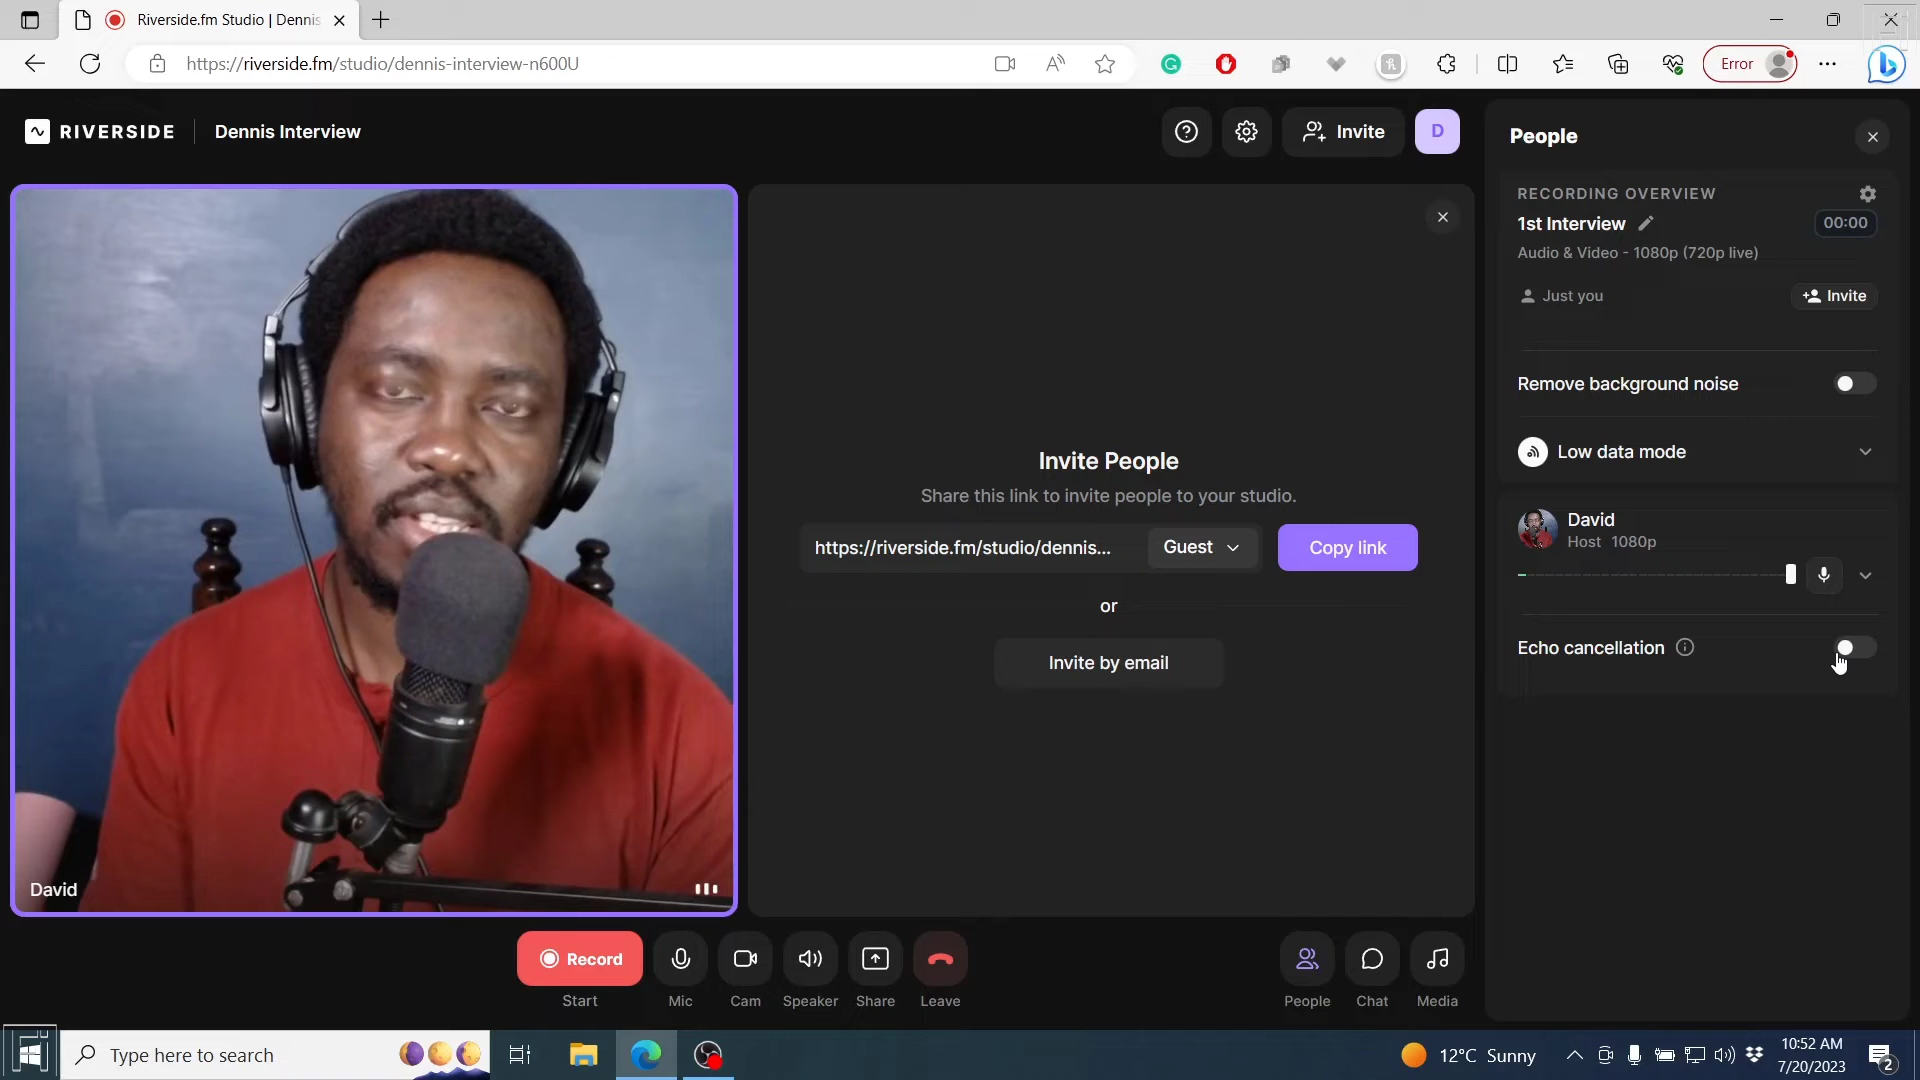 Riverside.fm Studio | Dennis
https://riverside.fm/studio/dennis-interview-n600U
Error
RIVERSIDE
Dennis Interview
Invite
D
People
RECORDING OVERVIEW
1st Interview
00:00
Audio & Video - 1080p (720p live)
Just you
Invite
Remove background noise
Low data mode
David
Host 1080p
Echo cancellation
Invite People
Share this link to invite people to your studio.
https://riverside.fm/studio/dennis...
Guest
Copy link
or
Invite by email
David
Record
Start
Mic
Cam
Speaker
Share
Leave
People
Chat
Media
Type here to search
12°C Sunny
10:52 AM
7/20/2023
2